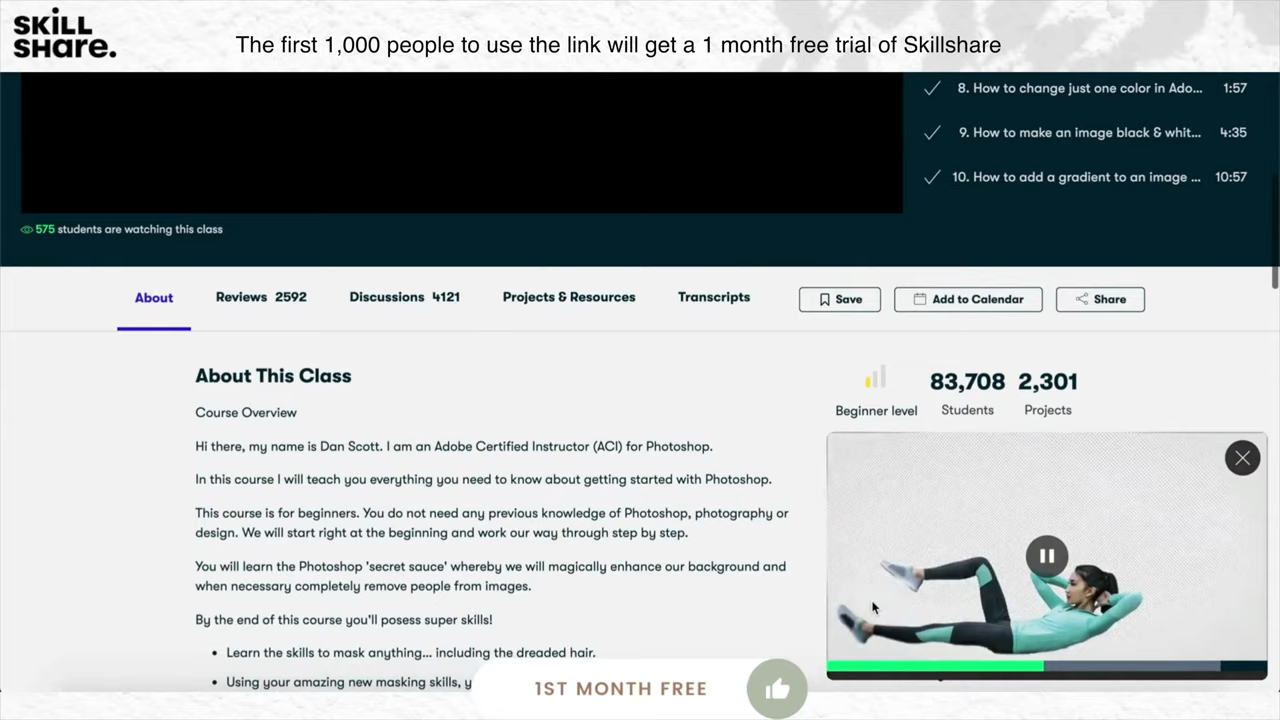 SKILL
SHARE.
The first 1,000 people to use the link will get a 1 month free trial of Skillshare
8. How to change just one color in Ado... 1:57
9. How to make an image black & whit... 4:35
10. How to add a gradient to an image ... 10:57
575 students are watching this class
About Reviews 2592 Discussions 4121 Projects & Resources Transcripts Save Add to Calendar Share
About This Class
83,708 2,301
Beginner level Students Projects
Course Overview
Hi there, my name is Dan Scott. I am an Adobe Certified Instructor (ACI) for Photoshop.
In this course I will teach you everything you need to know about getting started with Photoshop.
This course is for beginners. You do not need any previous knowledge of Photoshop, photography or
design. We will start right at the beginning and work our way through step by step.
You will learn the Photoshop 'secret sauce' whereby we will magically enhance our background and
when necessary completely remove people from images.
By the end of this course you'll posess super skills!
• Learn the skills to mask anything... including the dreaded hair.
• Using your amazing new masking skills, y
1ST MONTH FREE